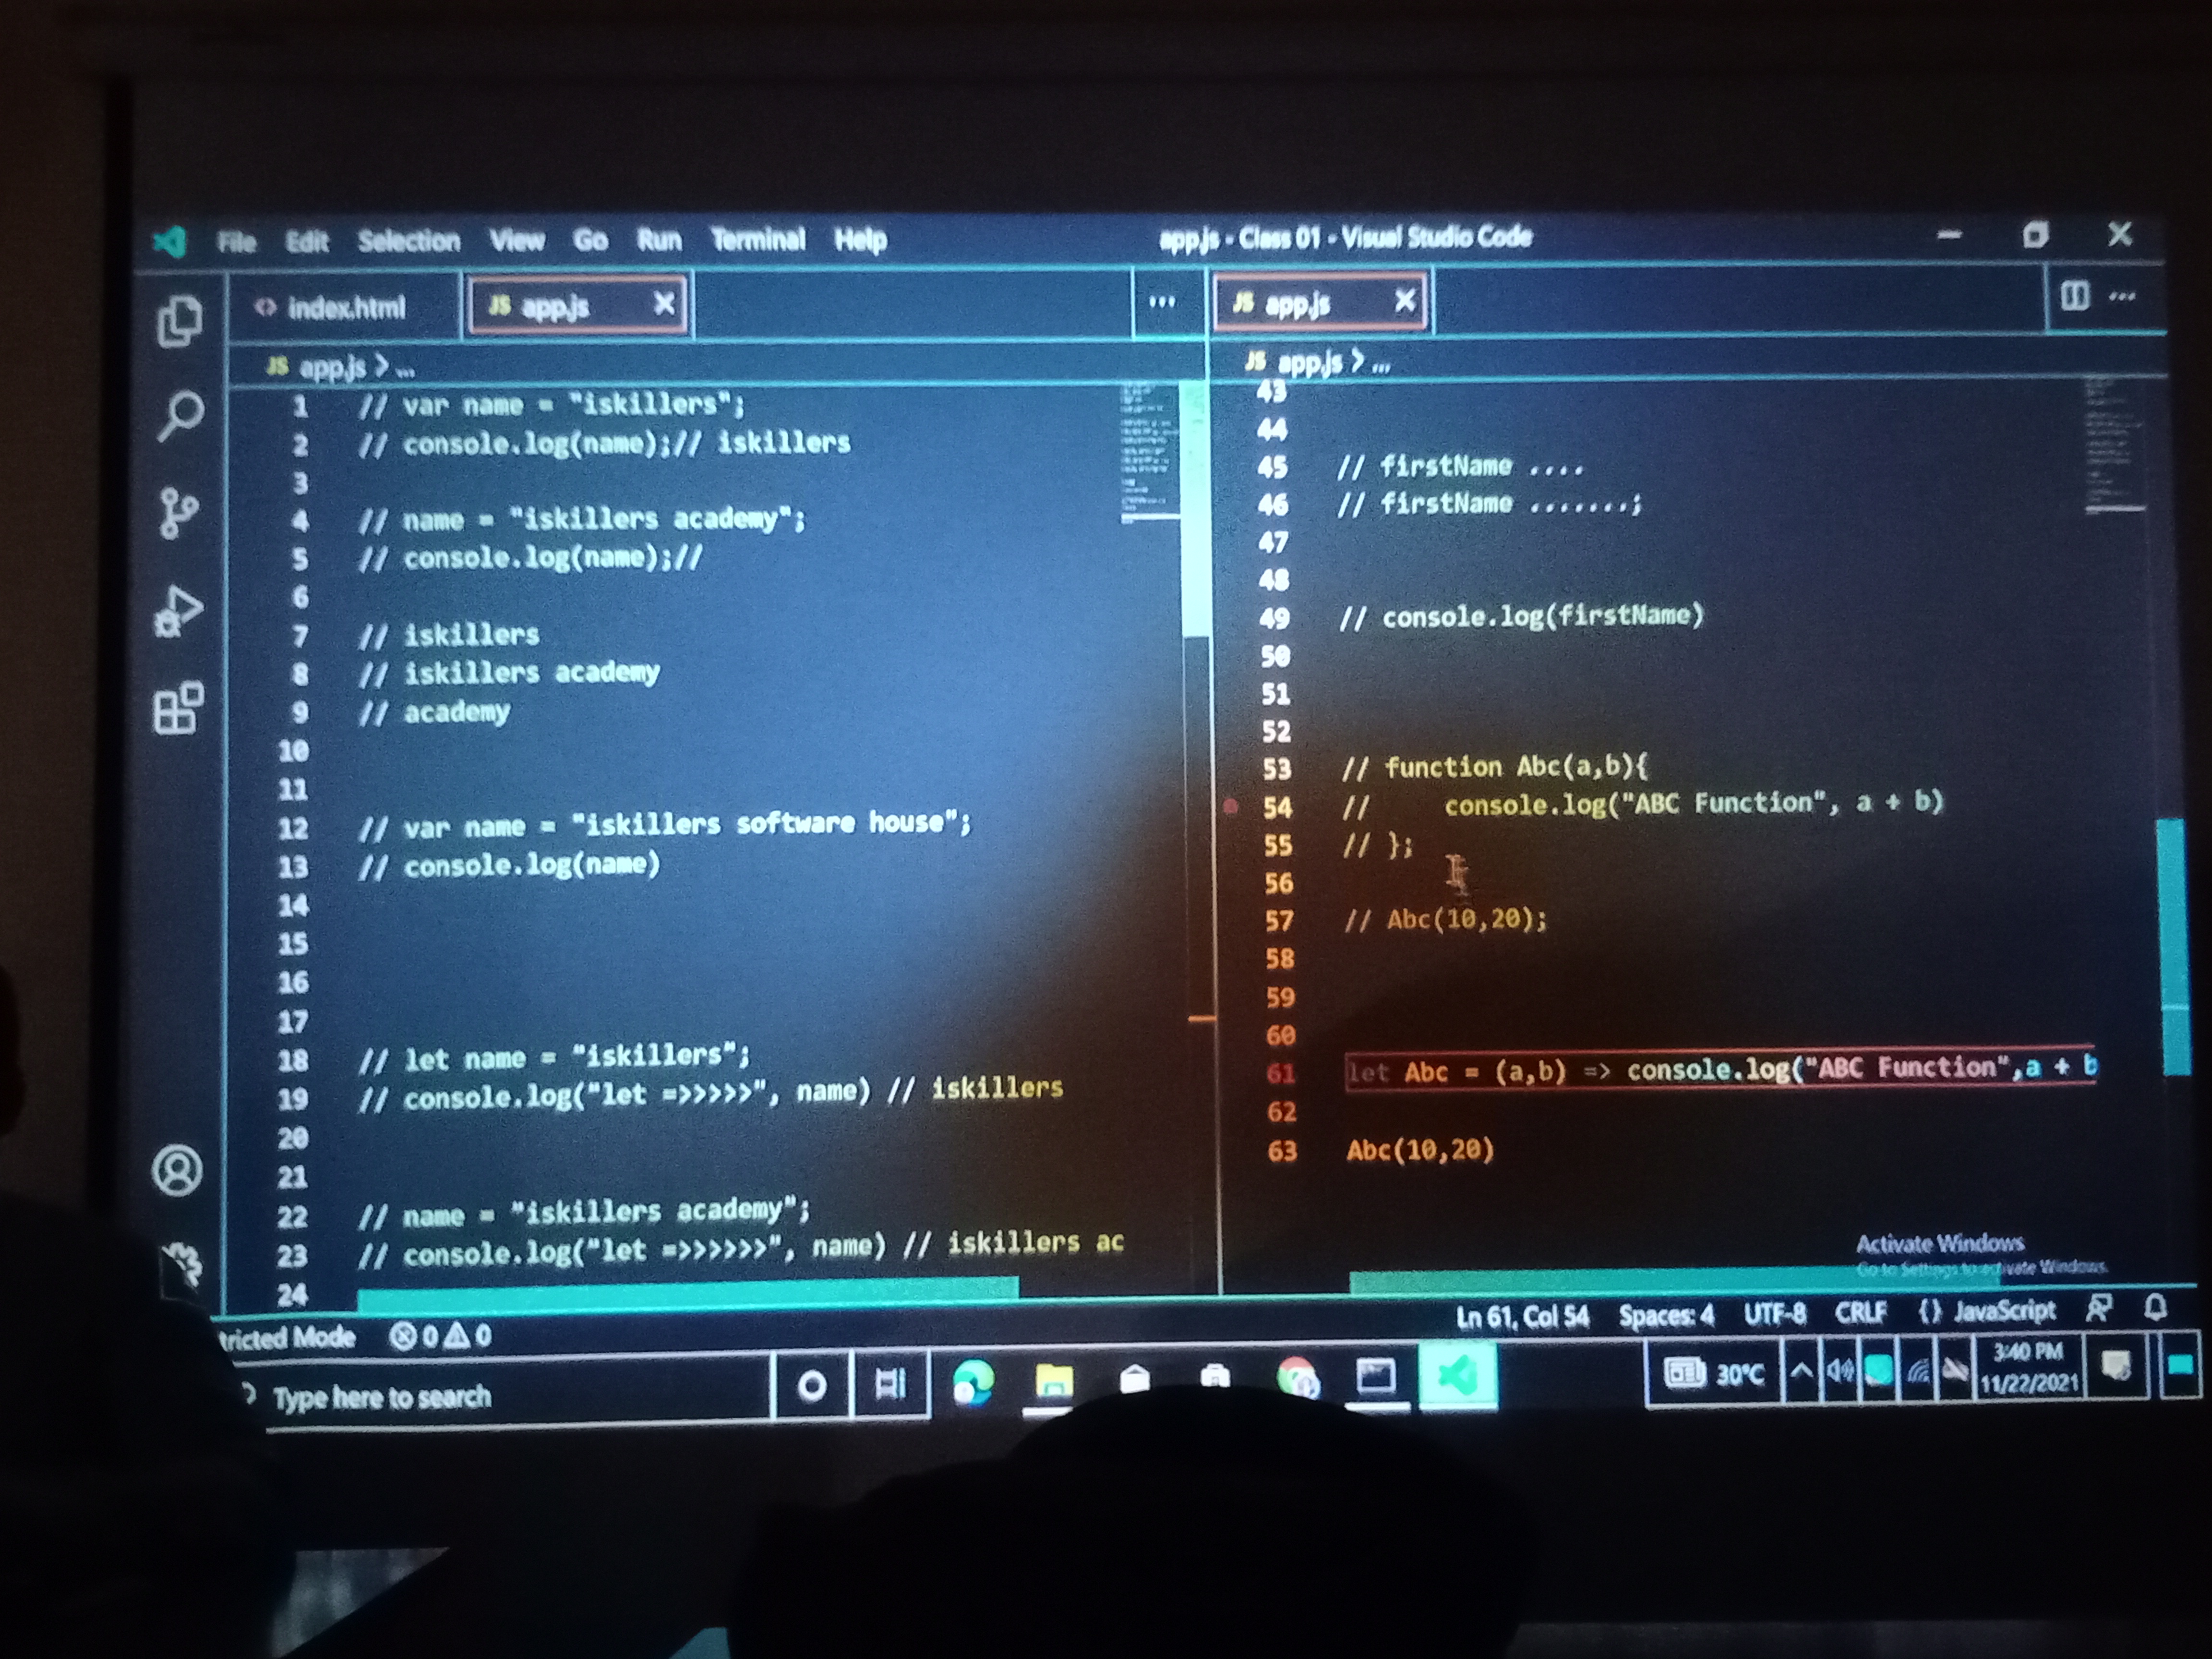 File Edit Selection View Go Run Terminal Help
app.js - Class 01 - Visual Studio Code
index.html
JS app.js
...
JS app.js > ...
1 // var name = "iskillers";
2 // console.log(name);// iskillers
3
4 // name = "iskillers academy";
5 // console.log(name);//
6
7 // iskillers
8 // iskillers academy
9 // academy
10
11
12 // var name = "iskillers software house";
13 // console.log(name)
14
15
16
17
18 // let name = "iskillers";
19 // console.log("let =>>>>>", name) // iskillers
20
21
22 // name = "iskillers academy";
23 // console.log("let =>>>>>>", name) // iskillers ac
24
JS app.js
...
JS app.js > ...
43
44
45 // firstName ....
46 // firstName .......;
47
48
49 // console.log(firstName)
50
51
52
53 // function Abc(a,b){
54 //     console.log("ABC Function", a + b)
55 // };
56
57 // Abc(10,20);
58
59
60
61 let Abc = (a,b) => console.log("ABC Function",a + b
62
63 Abc(10,20)
Activate Windows
Go to Settings to activate Windows.
tricted Mode 0 0
Ln 61, Col 54 Spaces: 4 UTF-8 CRLF {} JavaScript
Type here to search
30°C
3:40 PM
11/22/2021